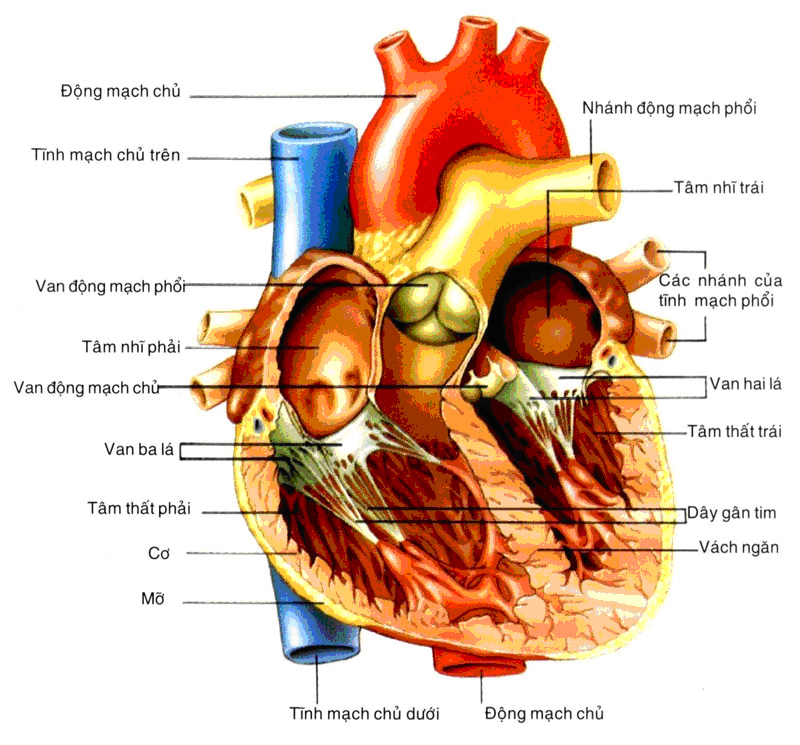 Động mạch chủ
Nhánh động mạch phổi
Tĩnh mạch chủ trên
Tâm nhĩ trái
Van động mạch phổi
Các nhánh của
tĩnh mạch phổi
Tâm nhĩ phải
Van động mạch chủ
Van hai lá
Van ba lá
Tâm thất trái
Tâm thất phải
Dây gân tim
Cơ
Vách ngăn
Mỡ
Tĩnh mạch chủ dưới
Động mạch chủ